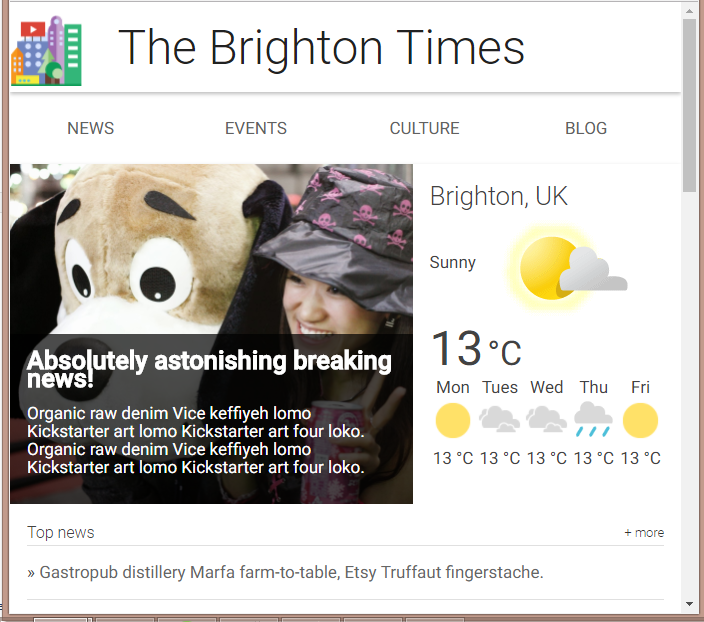 The Brighton Times
NEWS EVENTS CULTURE BLOG
Absolutely astonishing breaking
news!
Organic raw denim Vice keffiyeh lomo
Kickstarter art lomo Kickstarter art four loko.
Organic raw denim Vice keffiyeh lomo
Kickstarter art lomo Kickstarter art four loko.
Brighton, UK
Sunny
13 °C
Mon Tues Wed Thu Fri
13 °C 13 °C 13 °C 13 °C 13 °C
Top news + more
» Gastropub distillery Marfa farm-to-table, Etsy Truffaut fingerstache.